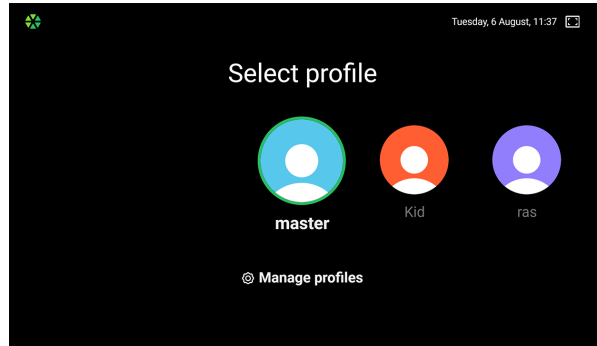 Tuesday, 6 August, 11:37
Select profile
master
Kid
ras
Manage profiles